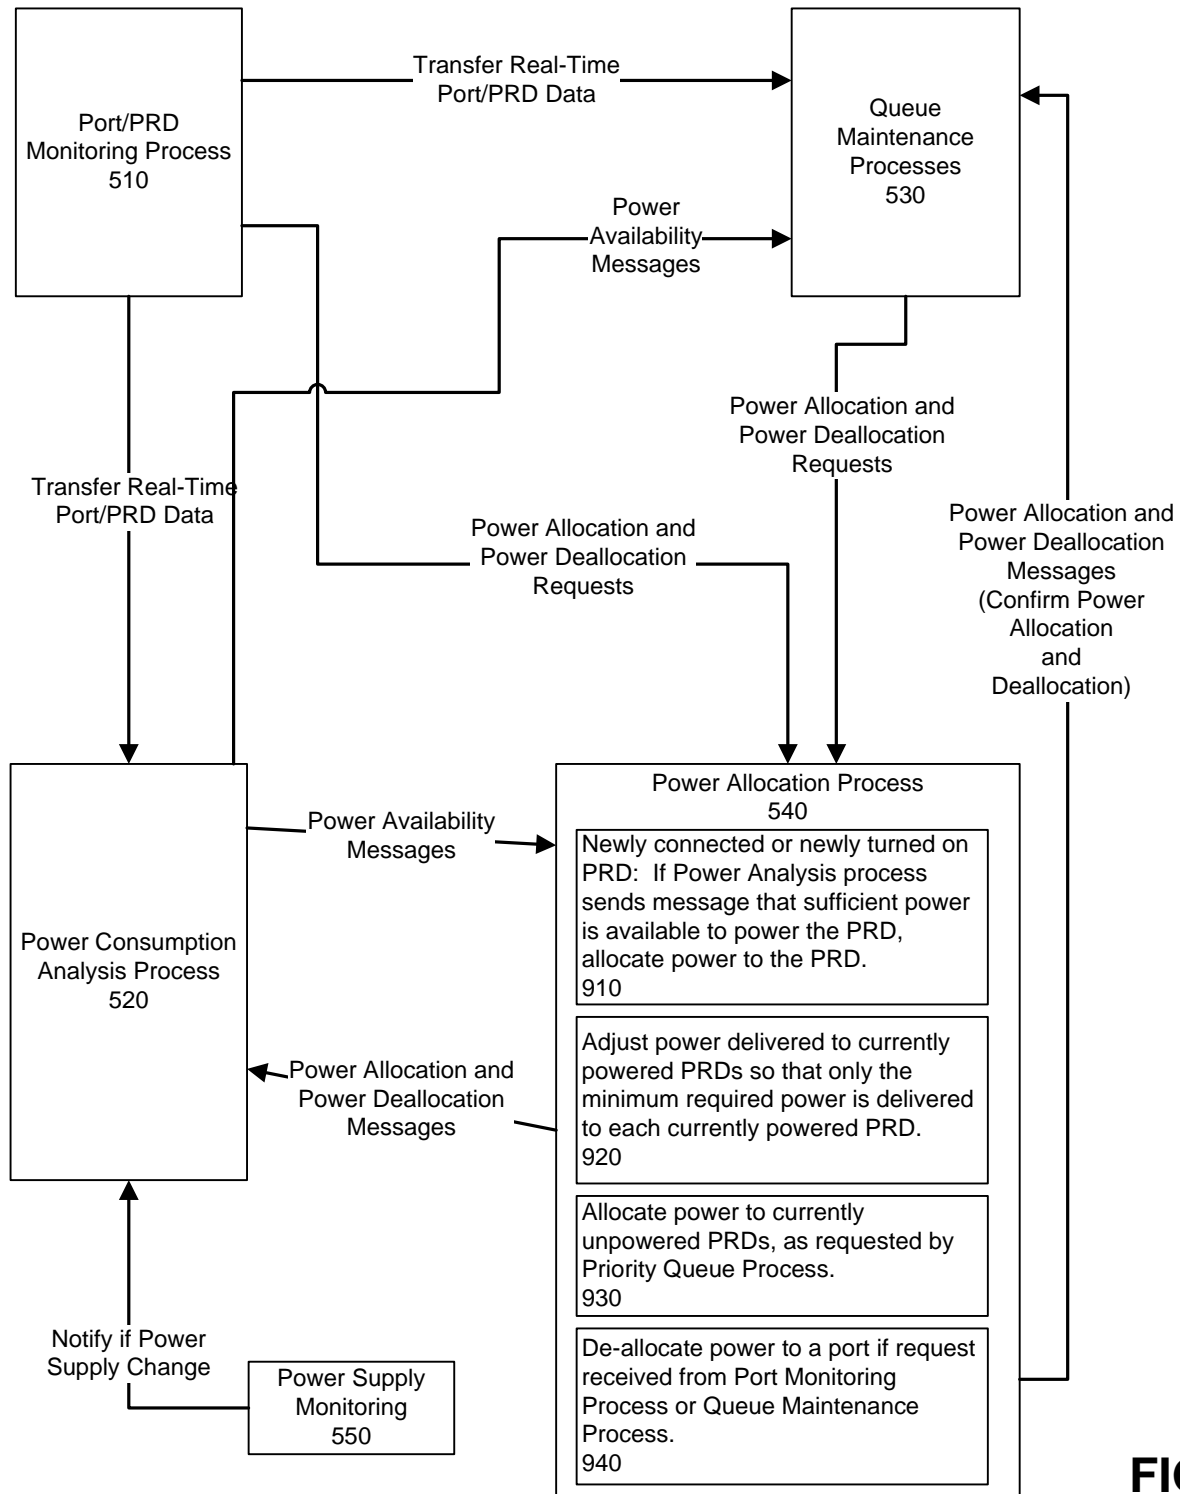 Port/PRD
Monitoring Process
510
Transfer Real-Time
Port/PRD Data
Queue
Maintenance
Processes
530
Power
Availability
Messages
Power Allocation and
Power Deallocation
Requests
Transfer Real-Time
Port/PRD Data
Power Allocation and
Power Deallocation
Requests
Power Allocation and
Power Deallocation
Messages
(Confirm Power
Allocation
and
Deallocation)
Power Consumption
Analysis Process
520
Power Availability
Messages
Power Allocation and
Power Deallocation
Messages
Power Allocation Process
540
Newly connected or newly turned on
PRD: If Power Analysis process
sends message that sufficient power
is available to power the PRD,
allocate power to the PRD.
910
Adjust power delivered to currently
powered PRDs so that only the
minimum required power is delivered
to each currently powered PRD.
920
Allocate power to currently
unpowered PRDs, as requested by
Priority Queue Process.
930
De-allocate power to a port if request
received from Port Monitoring
Process or Queue Maintenance
Process.
940
Notify if Power
Supply Change
Power Supply
Monitoring
550